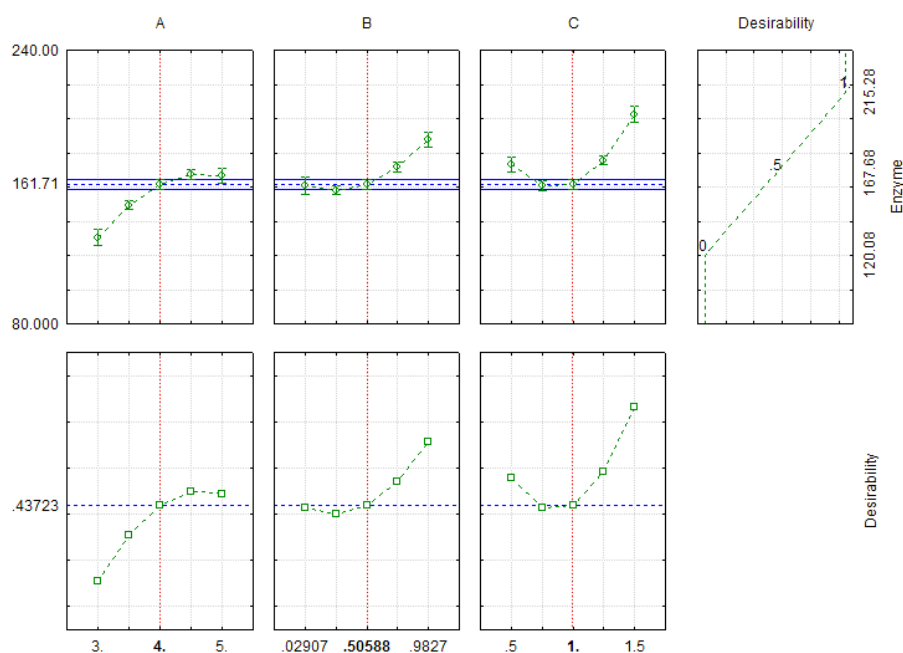 A B C Desirability
240.00
161.71
80.000
1.
.5
0
215.28
167.68
120.08
Enzyme
.43723
Desirability
3. 4. 5. .02907 .50588 .9827 .5 1. 1.5